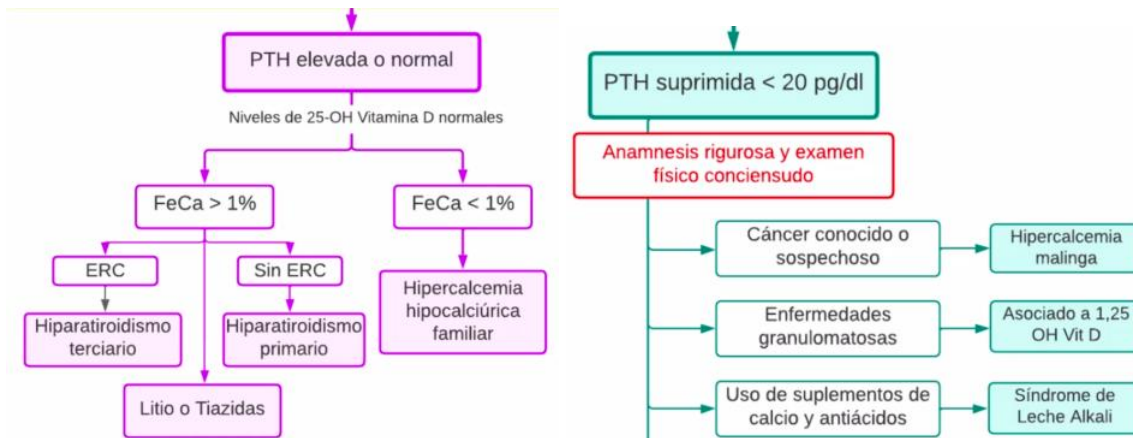 PTH elevada o normal
Niveles de 25-OH Vitamina D normales
FeCa > 1%
FeCa < 1%
ERC
Sin ERC
Hiparatiroidismo
terciario
Hiparatiroidismo
primario
Hipercalcemia
hipocalciúrica
familiar
Litio o Tiazidas
PTH suprimida < 20 pg/dl
Anamnesis rigurosa y examen
físico conciensudo
Cáncer conocido o
sospechoso
Hipercalcemia
malinga
Enfermedades
granulomatosas
Asociado a 1,25
OH Vit D
Uso de suplementos de
calcio y antiácidos
Síndrome de
Leche Alkali